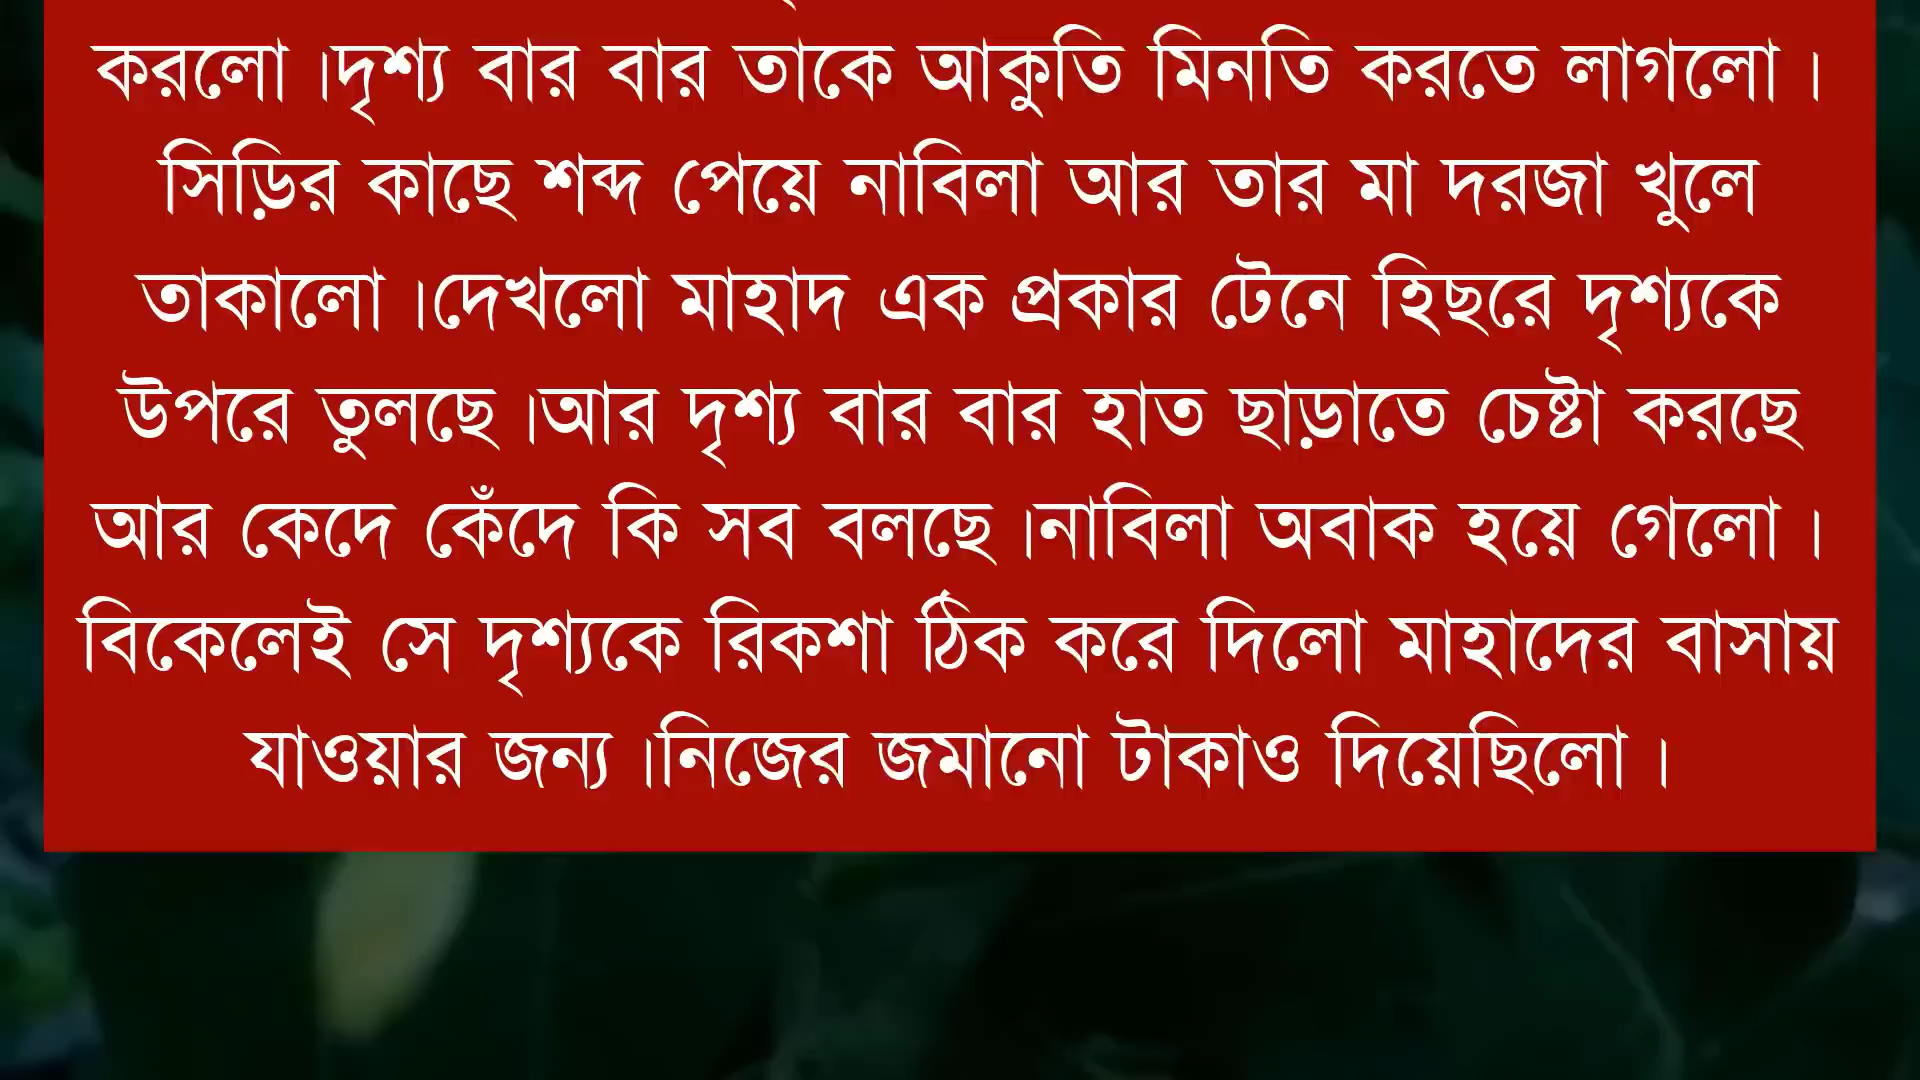 করলো ।দৃশ্য বার বার তাকে আকুতি মিনতি করতে লাগলো ।
সিড়ির কাছে শব্দ পেয়ে নাবিলা আর তার মা দরজা খুলে
তাকালো ।দেখলো মাহাদ এক প্রকার টেনে হিছরে দৃশ্যকে
উপরে তুলছে ।আর দৃশ্য বার বার হাত ছাড়াতে চেষ্টা করছে
আর কেদে কেঁদে কি সব বলছে ।নাবিলা অবাক হয়ে গেলো ।
বিকেলেই সে দৃশ্যকে রিকশা ঠিক করে দিলো মাহাদের বাসায়
যাওয়ার জন্য ।নিজের জমানো টাকাও দিয়েছিলো ।